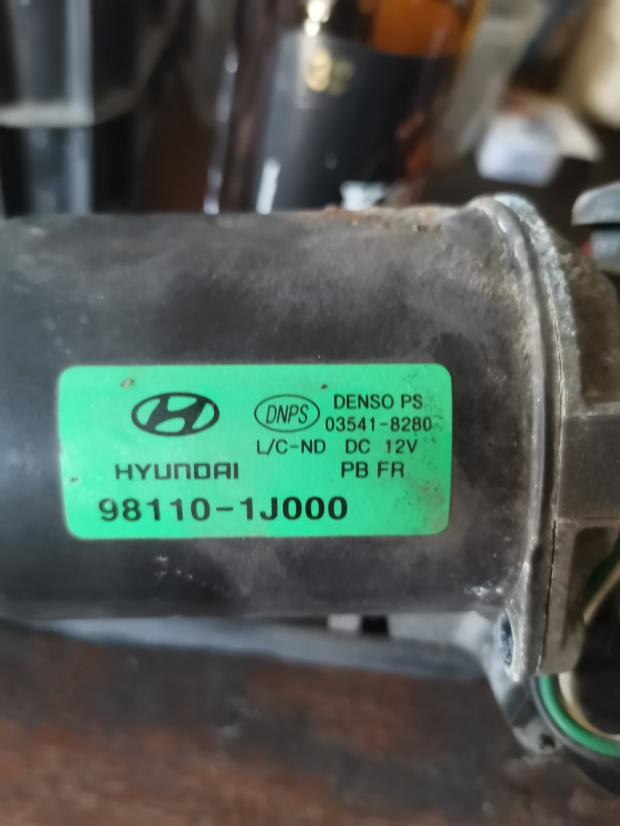 DNPS
DENSO PS
03541-8280
L/C-ND DC 12V
HYUNDAI
PB FR
98110-1J000